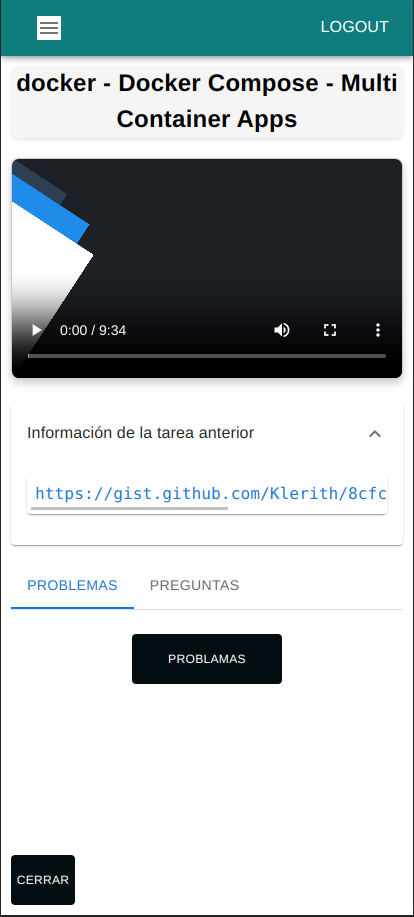 LOGOUT
docker - Docker Compose - Multi
Container Apps
0:00 / 9:34
Información de la tarea anterior
https://gist.github.com/Klerith/8cfc
PROBLEMAS PREGUNTAS
PROBLAMAS
CERRAR